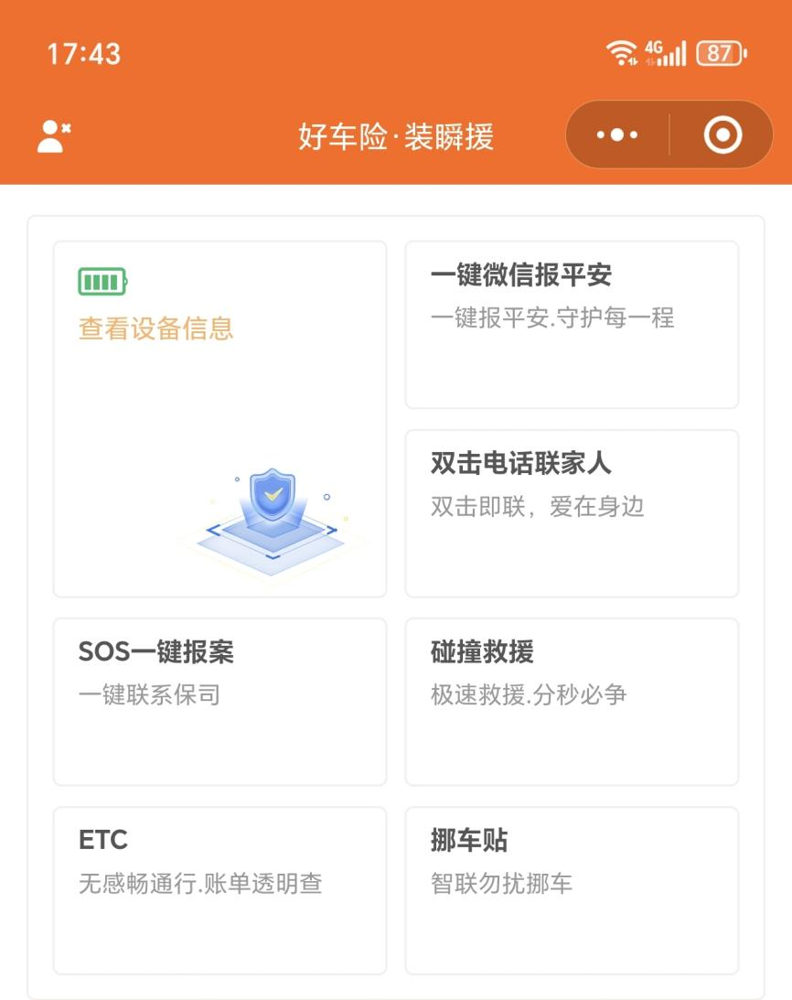 17:43
4G
87
好车险·装瞬援
查看设备信息
一键微信报平安
一键报平安.守护每一程
双击电话联家人
双击即联，爱在身边
SOS一键报案
一键联系保司
碰撞救援
极速救援.分秒必争
ETC
无感畅通行.账单透明查
挪车贴
智联勿扰挪车